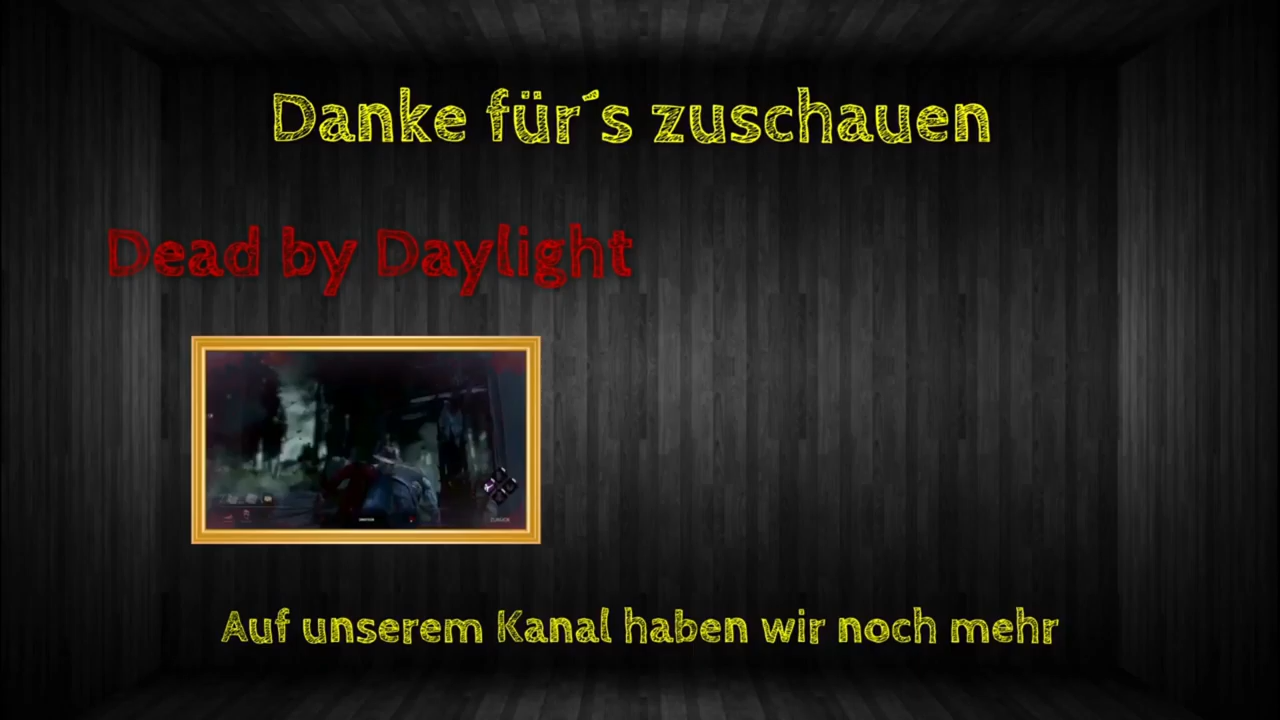 Danke für´s zuschauen
Dead by Daylight
Auf unserem Kanal haben wir noch mehr